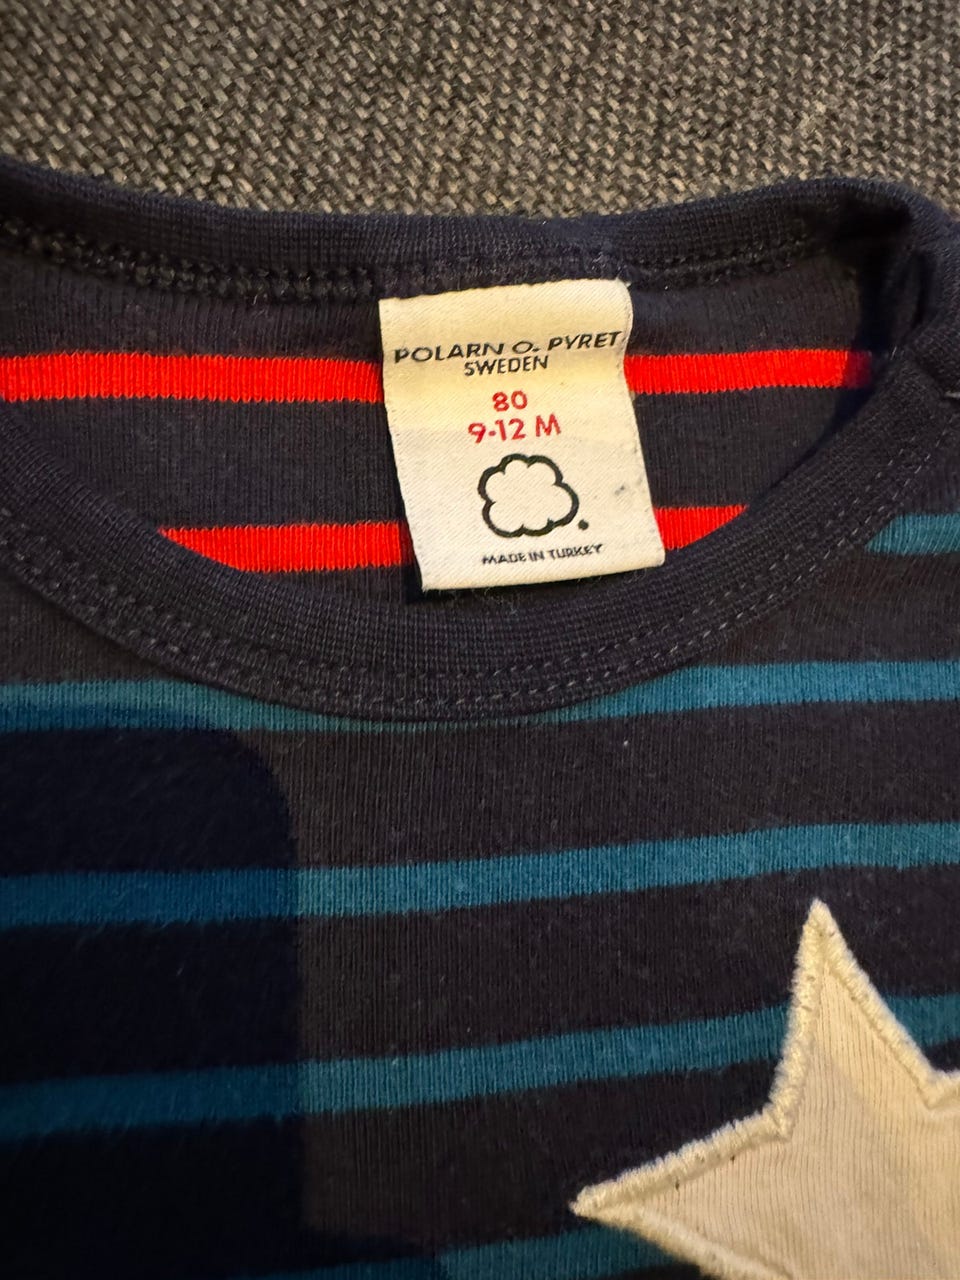 POLARN O. PYRET
SWEDEN
80
9-12 M
MADE IN TURKEY